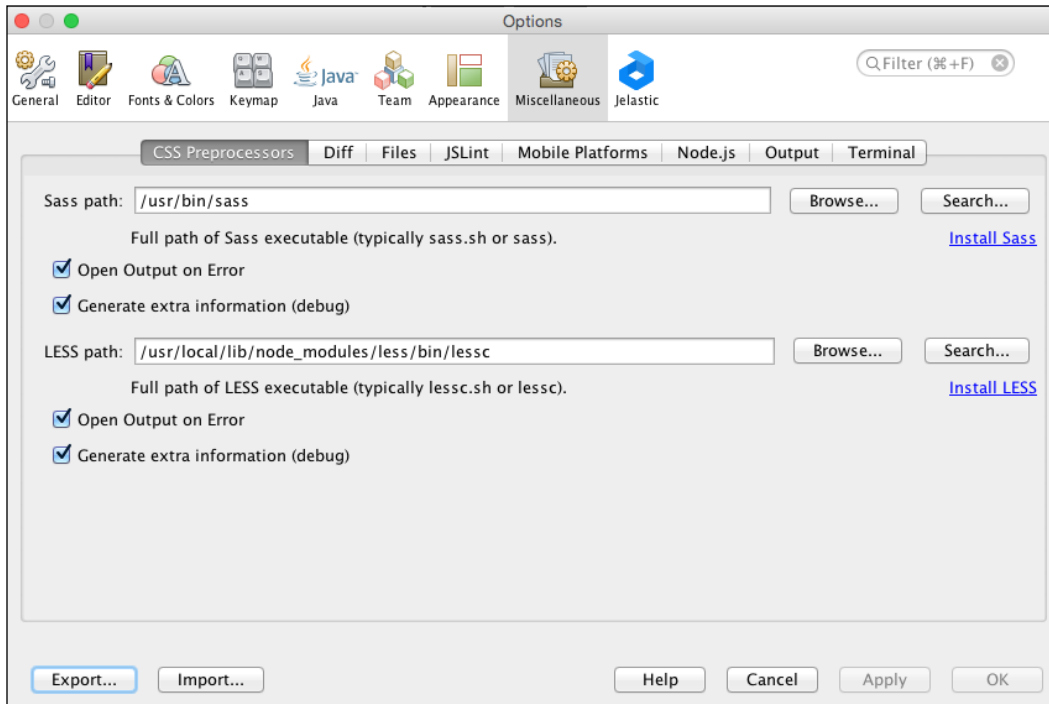 Options
Filter (⌘+F)
General Editor Fonts & Colors Keymap Java Team Appearance Miscellaneous Jelastic
Java
CSS Preprocessors Diff Files JSLint Mobile Platforms Node.js Output Terminal
Sass path: /usr/bin/sass Browse... Search...
Full path of Sass executable (typically sass.sh or sass). Install Sass
Open Output on Error
Generate extra information (debug)
LESS path: /usr/local/lib/node_modules/less/bin/lessc Browse... Search...
Full path of LESS executable (typically lessc.sh or lessc). Install LESS
Open Output on Error
Generate extra information (debug)
Export... Import... Help Cancel Apply OK